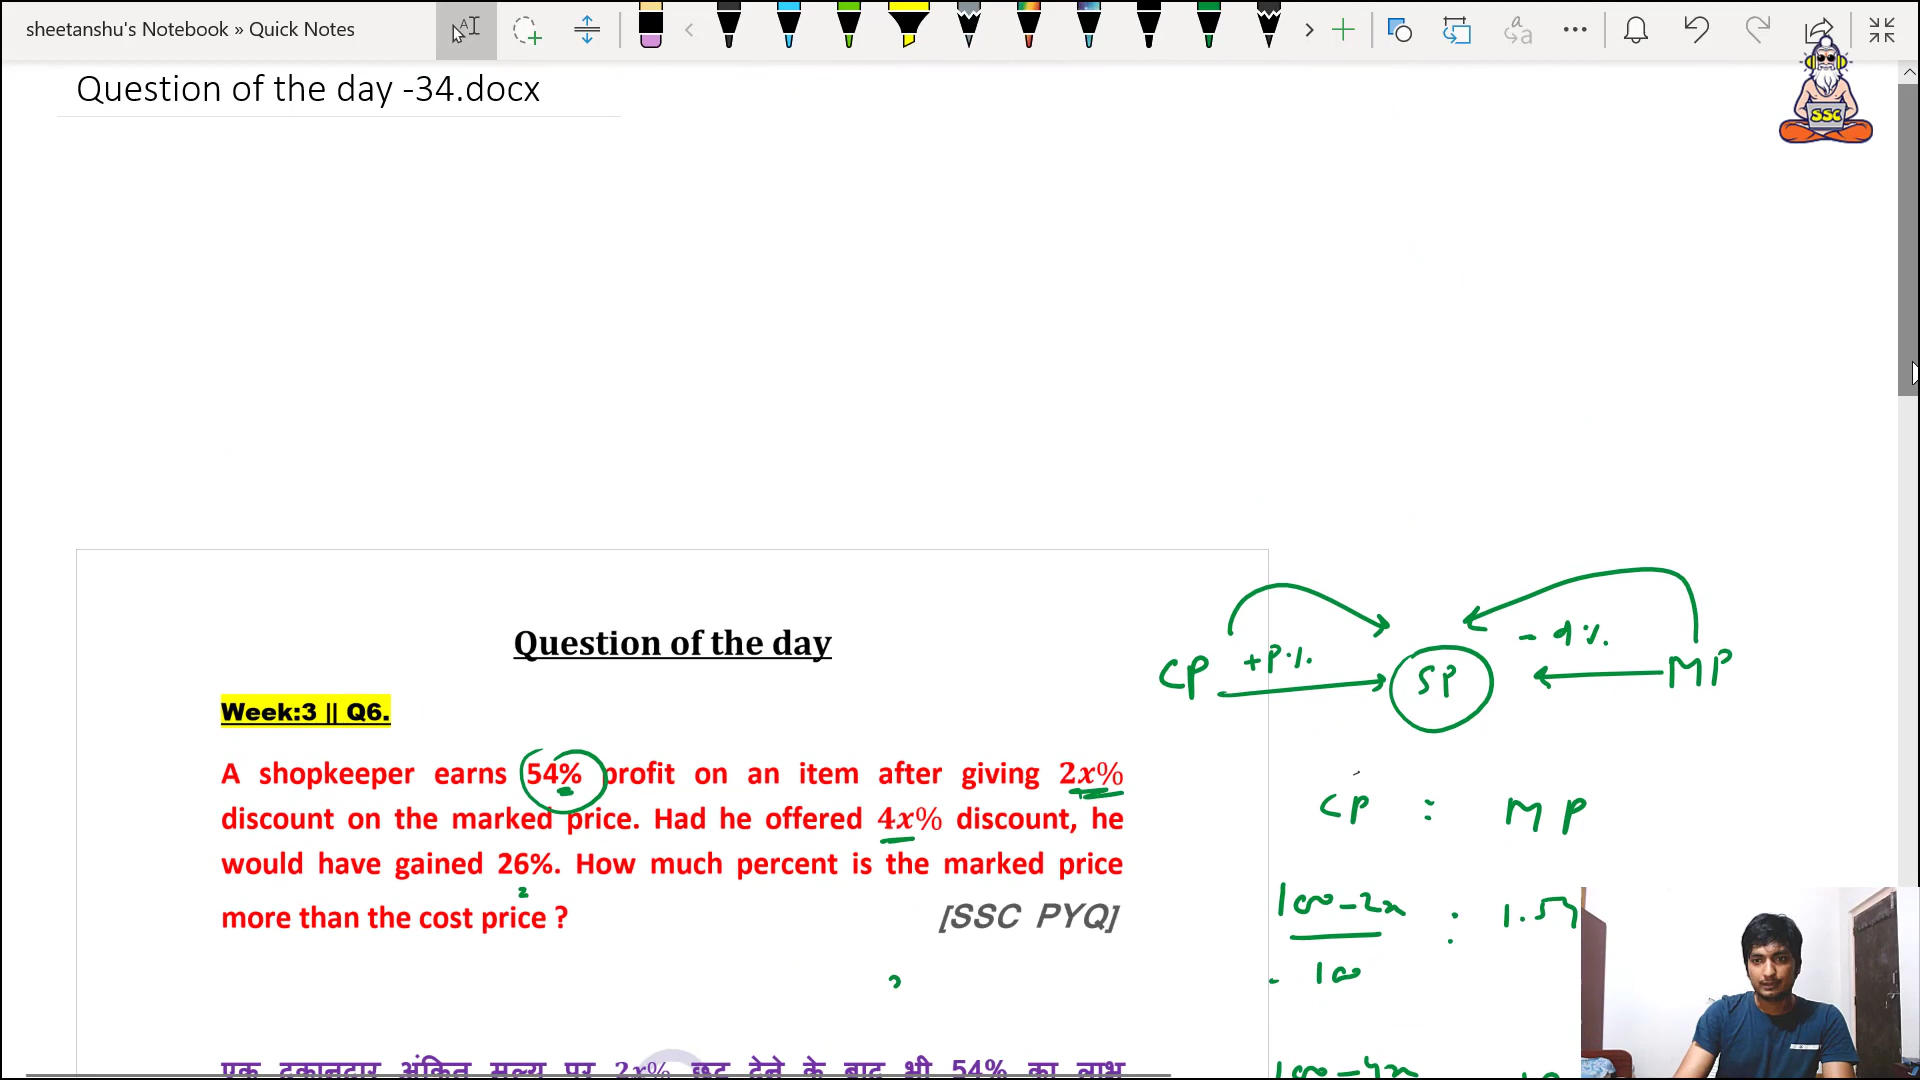 sheetanshu's Notebook » Quick Notes
Question of the day -34.docx
SSC
Question of the day
Week:3 || Q6.
A shopkeeper earns 54% profit on an item after giving 2x%
discount on the marked price. Had he offered 4x% discount, he
would have gained 26%. How much percent is the marked price
more than the cost price ?
[SSC PYQ]
एक दुकानदार अंकित मूल्य पर 2x% छूट देने के बाद भी 54% का लाभ
CP +P% SP -d% MP
CP : MP
100-2x : 1.54
100
100-4x